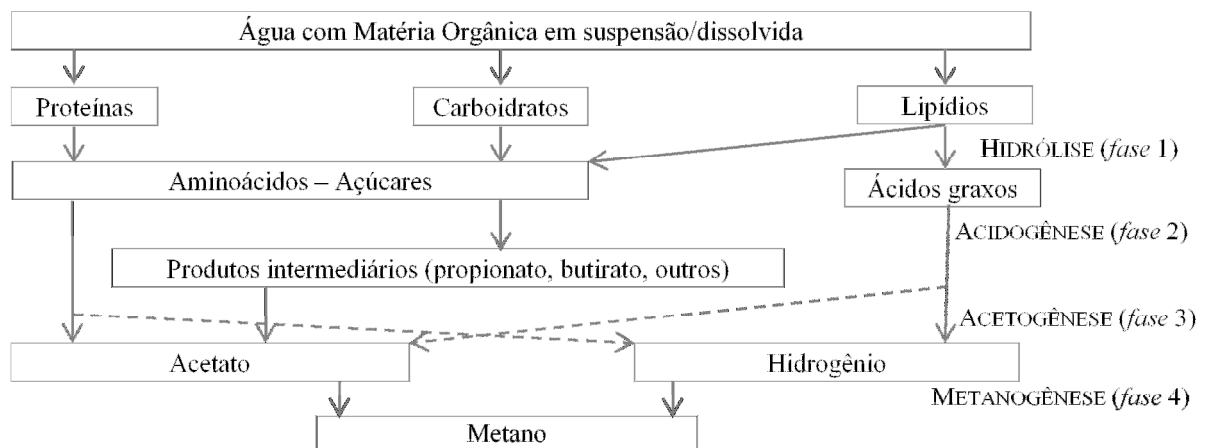 Água com Matéria Orgânica em suspensão/dissolvida
Proteínas
Carboidratos
Lipídios
HIDRÓLISE (fase 1)
Aminoácidos – Açúcares
Ácidos graxos
ACIDOGÊNESE (fase 2)
Produtos intermediários (propionato, butirato, outros)
ACETOGÊNESE (fase 3)
Acetato
Hidrogênio
METANOGÊNESE (fase 4)
Metano